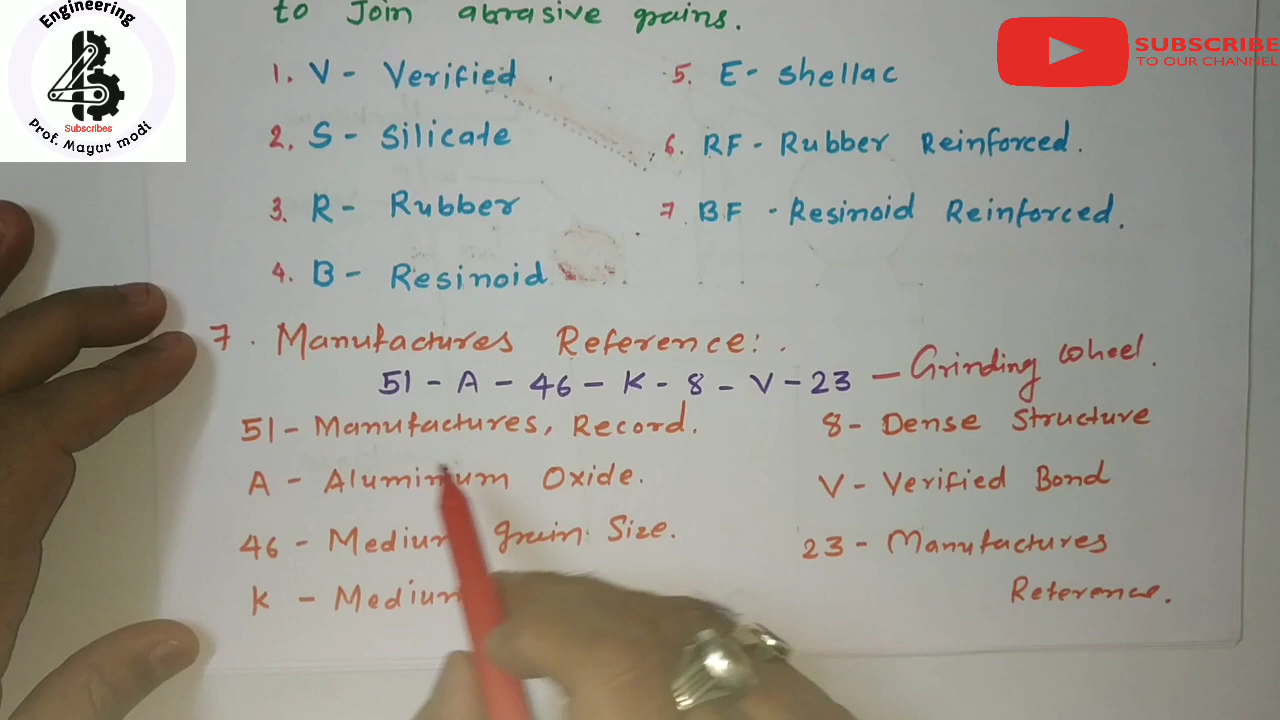 Engineering
Subscribes
Prof. Mayur modi
SUBSCRIBE
TO OUR CHANNEL
to Join abrasive grains.
1. V - Verified
2. S - Silicate
3. R - Rubber
4. B - Resinoid
5. E - Shellac
6. RF - Rubber Reinforced.
7 BF - Resinoid Reinforced.
7. Manufactures Reference:.
51 - A - 46 - K - 8 - V - 23 — Grinding wheel.
51 - Manufactures, Record.
A - Aluminium Oxide.
46 - Medium grain Size.
K - Medium
8 - Dense Structure
V - Verified Bond
23 - Manufactures
Reterence.